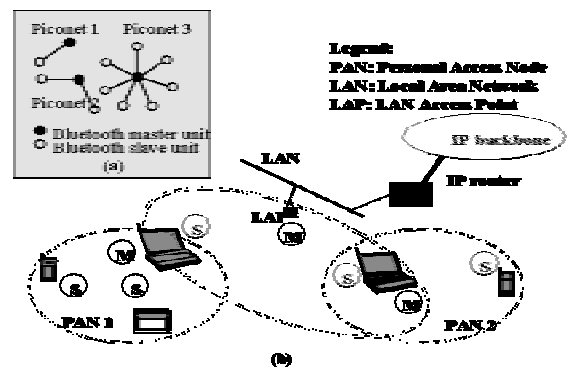 Piconet 1 Piconet 3
Piconet 2
Bluetooth master unit
Bluetooth slave unit
(a)
Legend:
PAN: Personal Access Node
LAN: Local Area Network
LAP: LAN Access Point
IP backbone
LAN
IP router
LAP
M
S
S
M
S
S
S
S
M
PAN 1
PAN 2
(b)